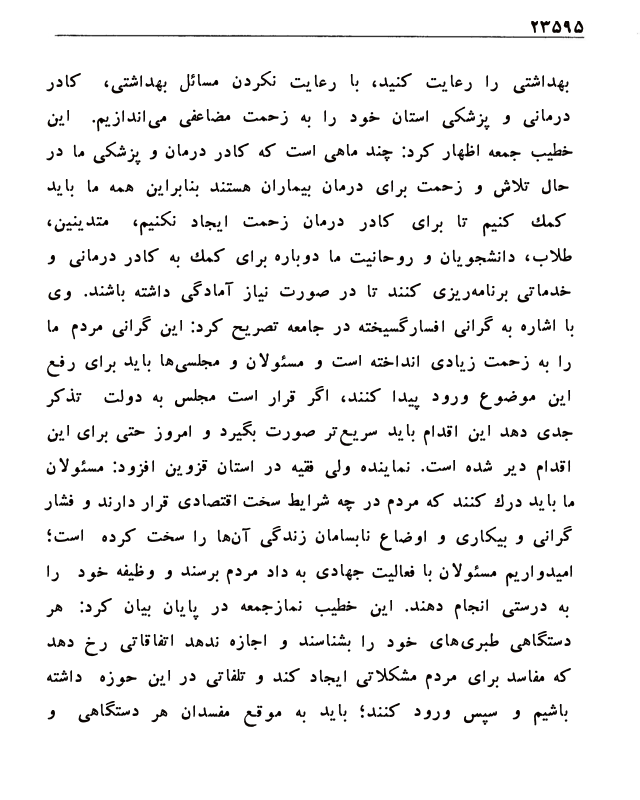 ۲۳۵۹۵
بهداشتی را رعایت کنید، با رعایت نکردن مسائل بهداشتی، کادر
درمانی و پزشکی استان خود را به زحمت مضاعفی می‌اندازیم. این
خطیب جمعه اظهار کرد: چند ماهی است که کادر درمان و پزشکی ما در
حال تلاش و زحمت برای درمان بیماران هستند بنابراین همه ما باید
کمك کنیم تا برای کادر درمان زحمت ایجاد نکنیم، متدینین،
طلاب، دانشجویان و روحانیت ما دوباره برای کمك به کادر درمانی و
خدماتی برنامه‌ریزی کنند تا در صورت نیاز آمادگی داشته باشند. وی
با اشاره به گرانی افسارگسیخته در جامعه تصریح کرد: این گرانی مردم ما
را به زحمت زیادی انداخته است و مسئولان و مجلسی‌ها باید برای رفع
این موضوع ورود پیدا کنند، اگر قرار است مجلس به دولت تذکر
جدی دهد این اقدام باید سریع‌تر صورت بگیرد و امروز حتی برای این
اقدام دیر شده است. نماینده ولی فقیه در استان قزوین افزود: مسئولان
ما باید درك کنند که مردم در چه شرایط سخت اقتصادی قرار دارند و فشار
گرانی و بیکاری و اوضاع نابسامان زندگی آن‌ها را سخت کرده است؛
امیدواریم مسئولان با فعالیت جهادی به داد مردم برسند و وظیفه خود را
به درستی انجام دهند. این خطیب نمازجمعه در پایان بیان کرد: هر
دستگاهی طبری‌های خود را بشناسند و اجازه ندهد اتفاقاتی رخ دهد
که مفاسد برای مردم مشکلاتی ایجاد کند و تلفاتی در این حوزه داشته
باشیم و سپس ورود کنند؛ باید به موقع مفسدان هر دستگاهی و